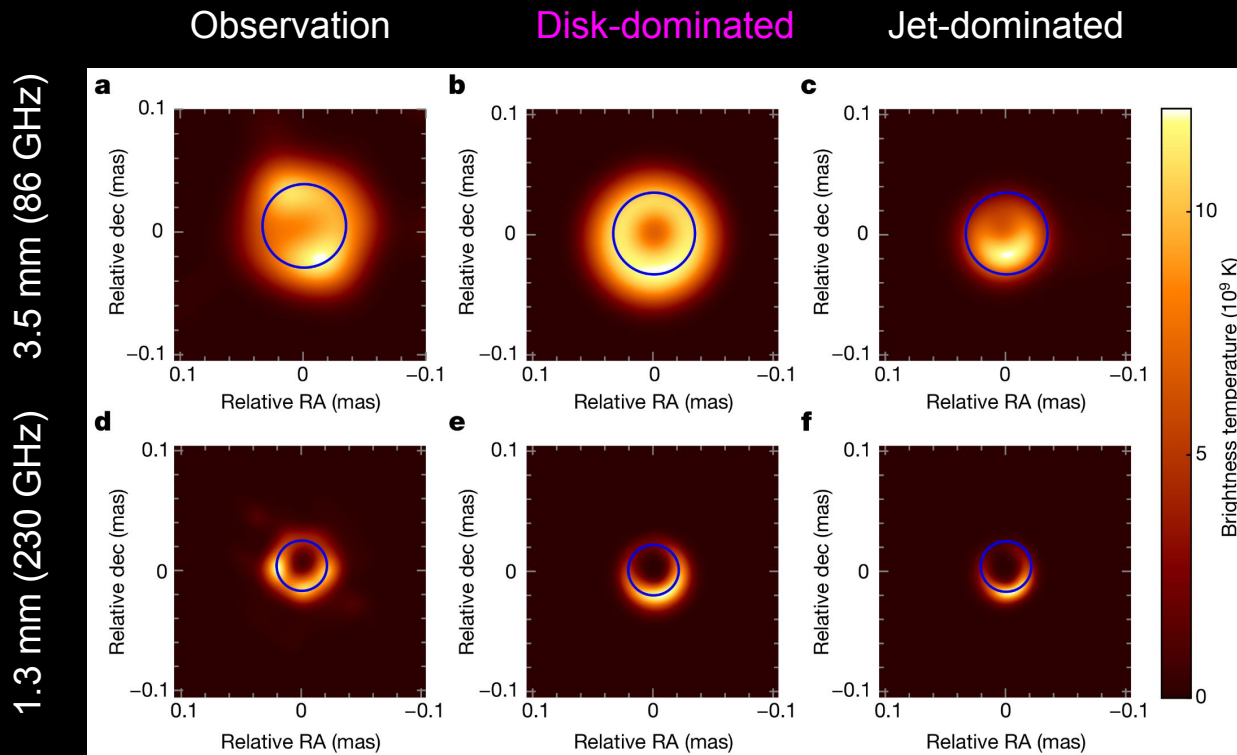 Observation
Disk-dominated
Jet-dominated
3.5 mm (86 GHz)
a
0.1
0
−0.1
Relative dec (mas)
0.1
0
−0.1
Relative RA (mas)
b
0.1
0
−0.1
Relative dec (mas)
0.1
0
−0.1
Relative RA (mas)
c
0.1
0
−0.1
Relative dec (mas)
0.1
0
−0.1
Relative RA (mas)
1.3 mm (230 GHz)
d
0.1
0
−0.1
Relative dec (mas)
0.1
0
−0.1
Relative RA (mas)
e
0.1
0
−0.1
Relative dec (mas)
0.1
0
−0.1
Relative RA (mas)
f
0.1
0
−0.1
Relative dec (mas)
0.1
0
−0.1
Relative RA (mas)
10
5
0
Brightness temperature (10⁹ K)